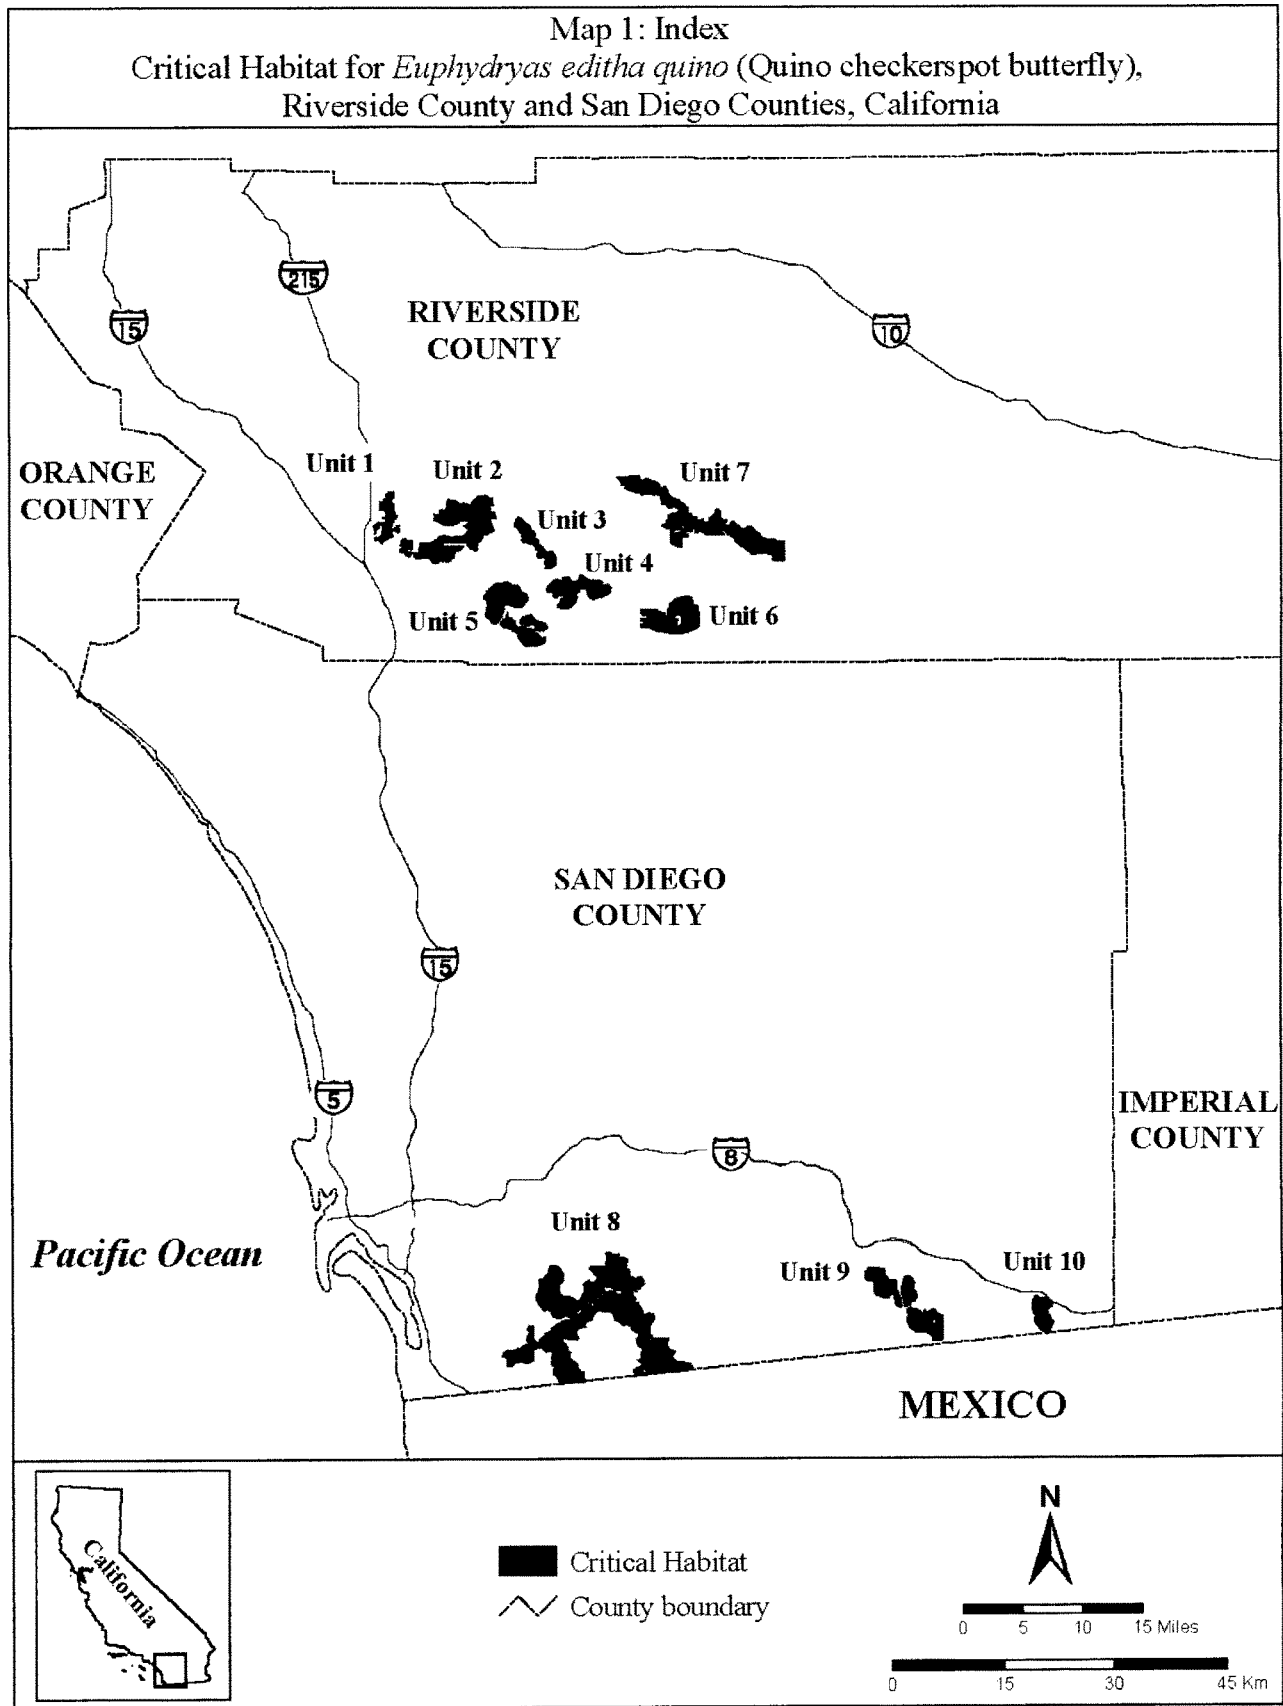 Map 1: Index
Critical Habitat for Euphydryas editha quino (Quino checkerspot butterfly),
Riverside County and San Diego Counties, California
215
15
RIVERSIDE
COUNTY
10
ORANGE
COUNTY
Unit 1
Unit 2
Unit 7
Unit 3
Unit 4
Unit 5
Unit 6
SAN DIEGO
COUNTY
15
5
IMPERIAL
COUNTY
8
Pacific Ocean
Unit 8
Unit 9
Unit 10
MEXICO
California
Critical Habitat
County boundary
N
0 5 10 15 Miles
0 15 30 45 Km